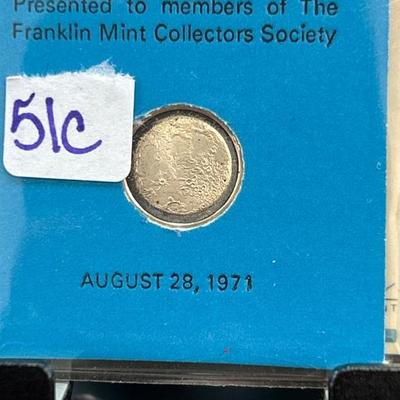 Presented to members of The
Franklin Mint Collectors Society
51C
AUGUST 28, 1971